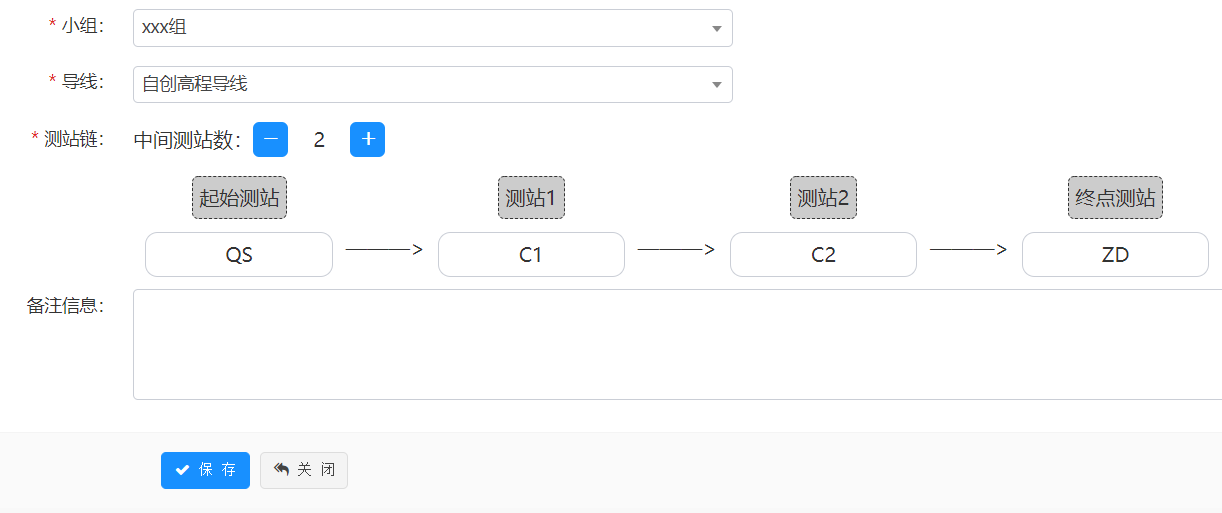 * 小组： xxx组
* 导线： 自创高程导线
* 测站链： 中间测站数： － 2 +
起始测站 测站1 测站2 终点测站
QS ———> C1 ———> C2 ———> ZD
备注信息：
保 存 关 闭